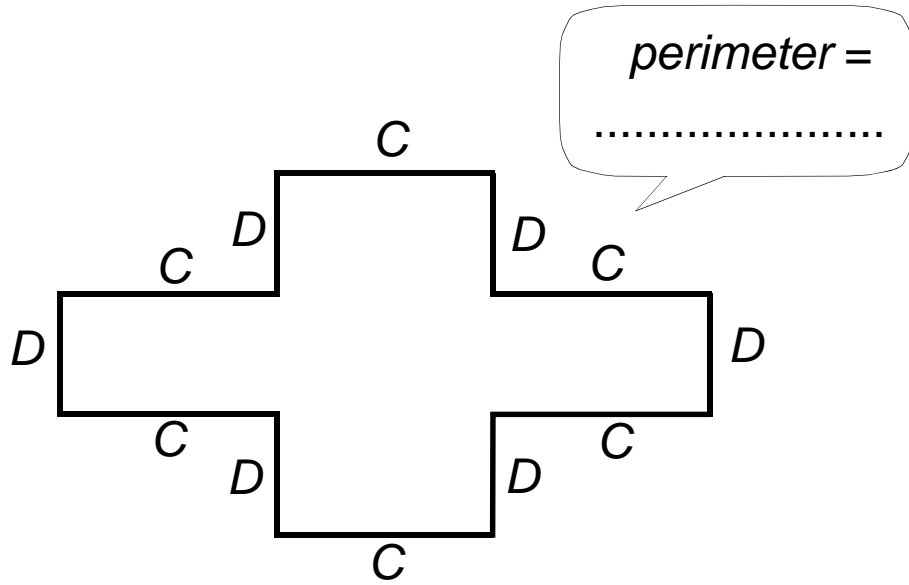 perimeter =
......................
C
D
D
C
C
D
D
C
C
D
D
C